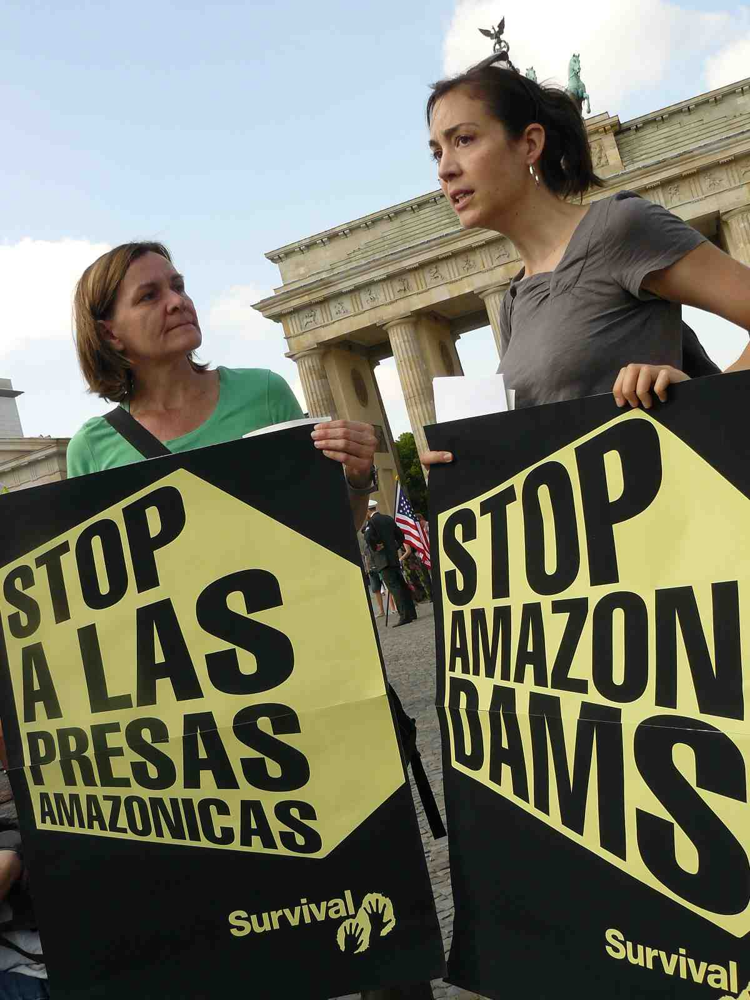 STOP
A LAS
PRESAS
AMAZONICAS
Survival
STOP
AMAZON
DAMS
Survival